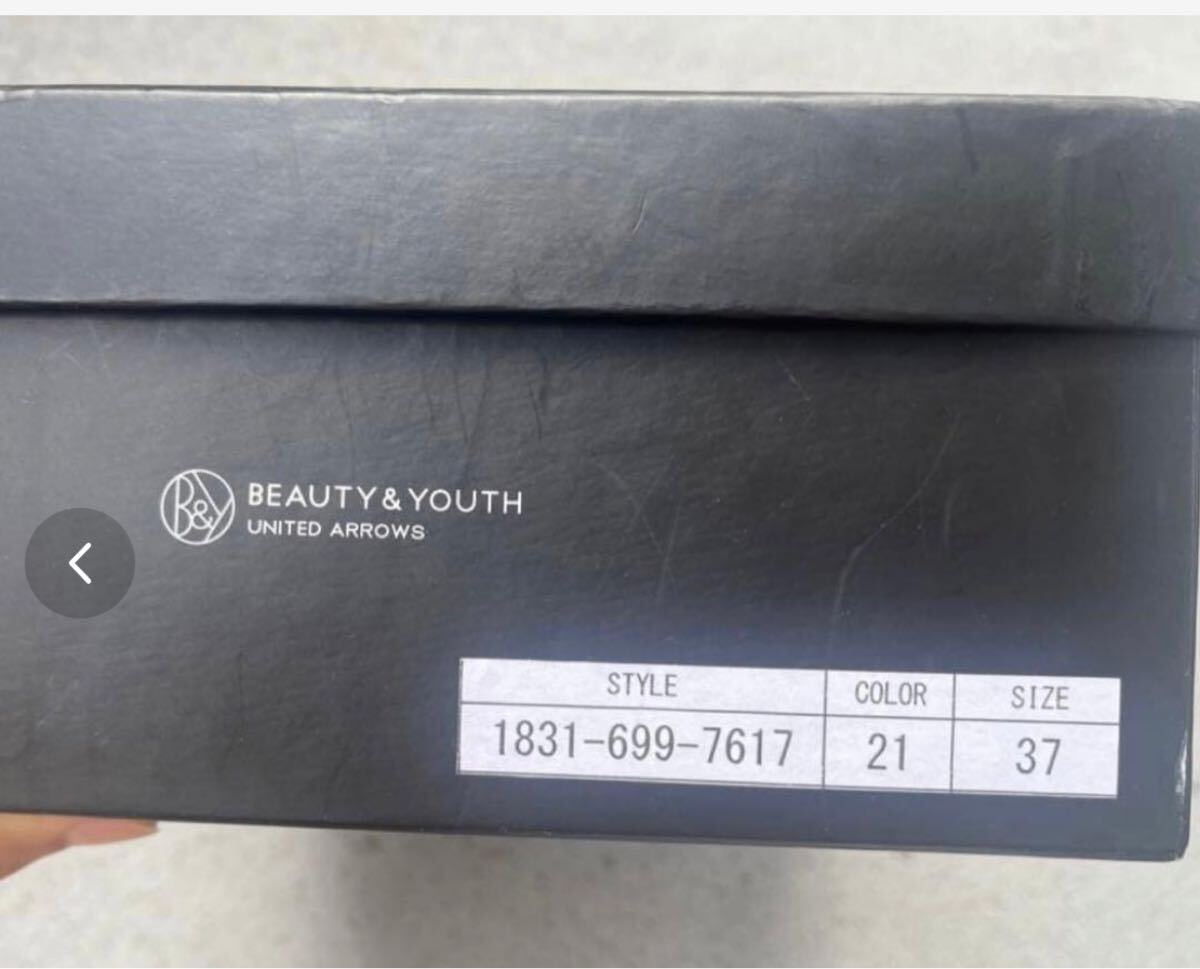 B&Y
BEAUTY&YOUTH
UNITED ARROWS
STYLE COLOR SIZE
1831-699-7617 21 37